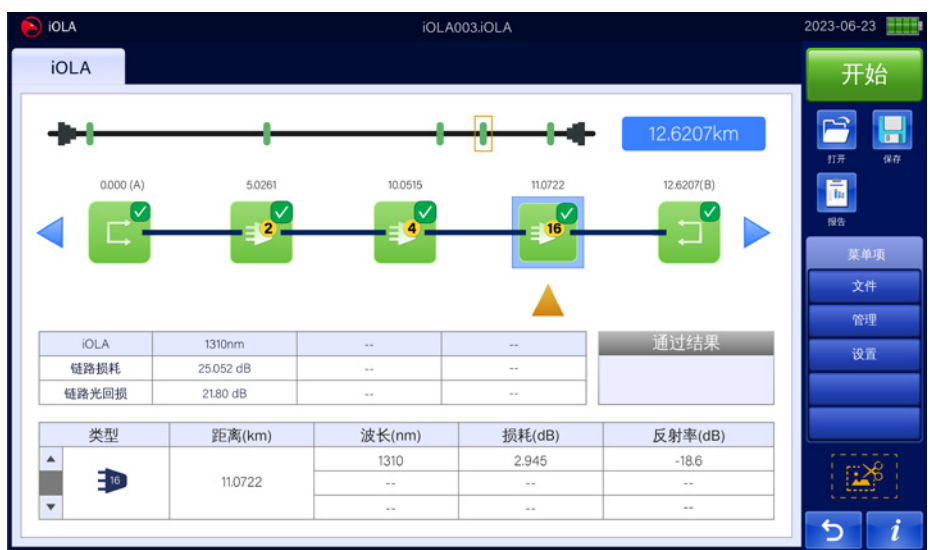 iOLA iOLA003.iOLA 2023-06-23
iOLA
开始
12.6207km
打开 保存
0.000 (A) 5.0261 10.0515 11.0722 12.6207(B)
2 4 16
报告
菜单项
文件
管理
设置
iOLA 1310nm -- -- 通过结果
链路损耗 25.052 dB -- --
链路光回损 21.80 dB -- --
类型 距离(km) 波长(nm) 损耗(dB) 反射率(dB)
16 11.0722 1310 2.945 -18.6
-- -- --
-- -- --
i